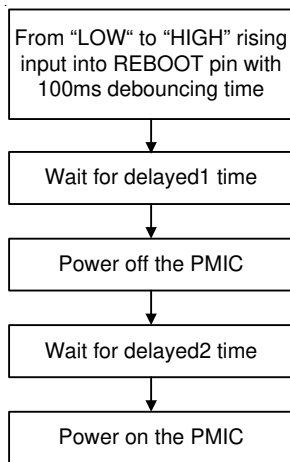 From “LOW“ to “HIGH” rising
input into REBOOT pin with
100ms debouncing time
Wait for delayed1 time
Power off the PMIC
Wait for delayed2 time
Power on the PMIC